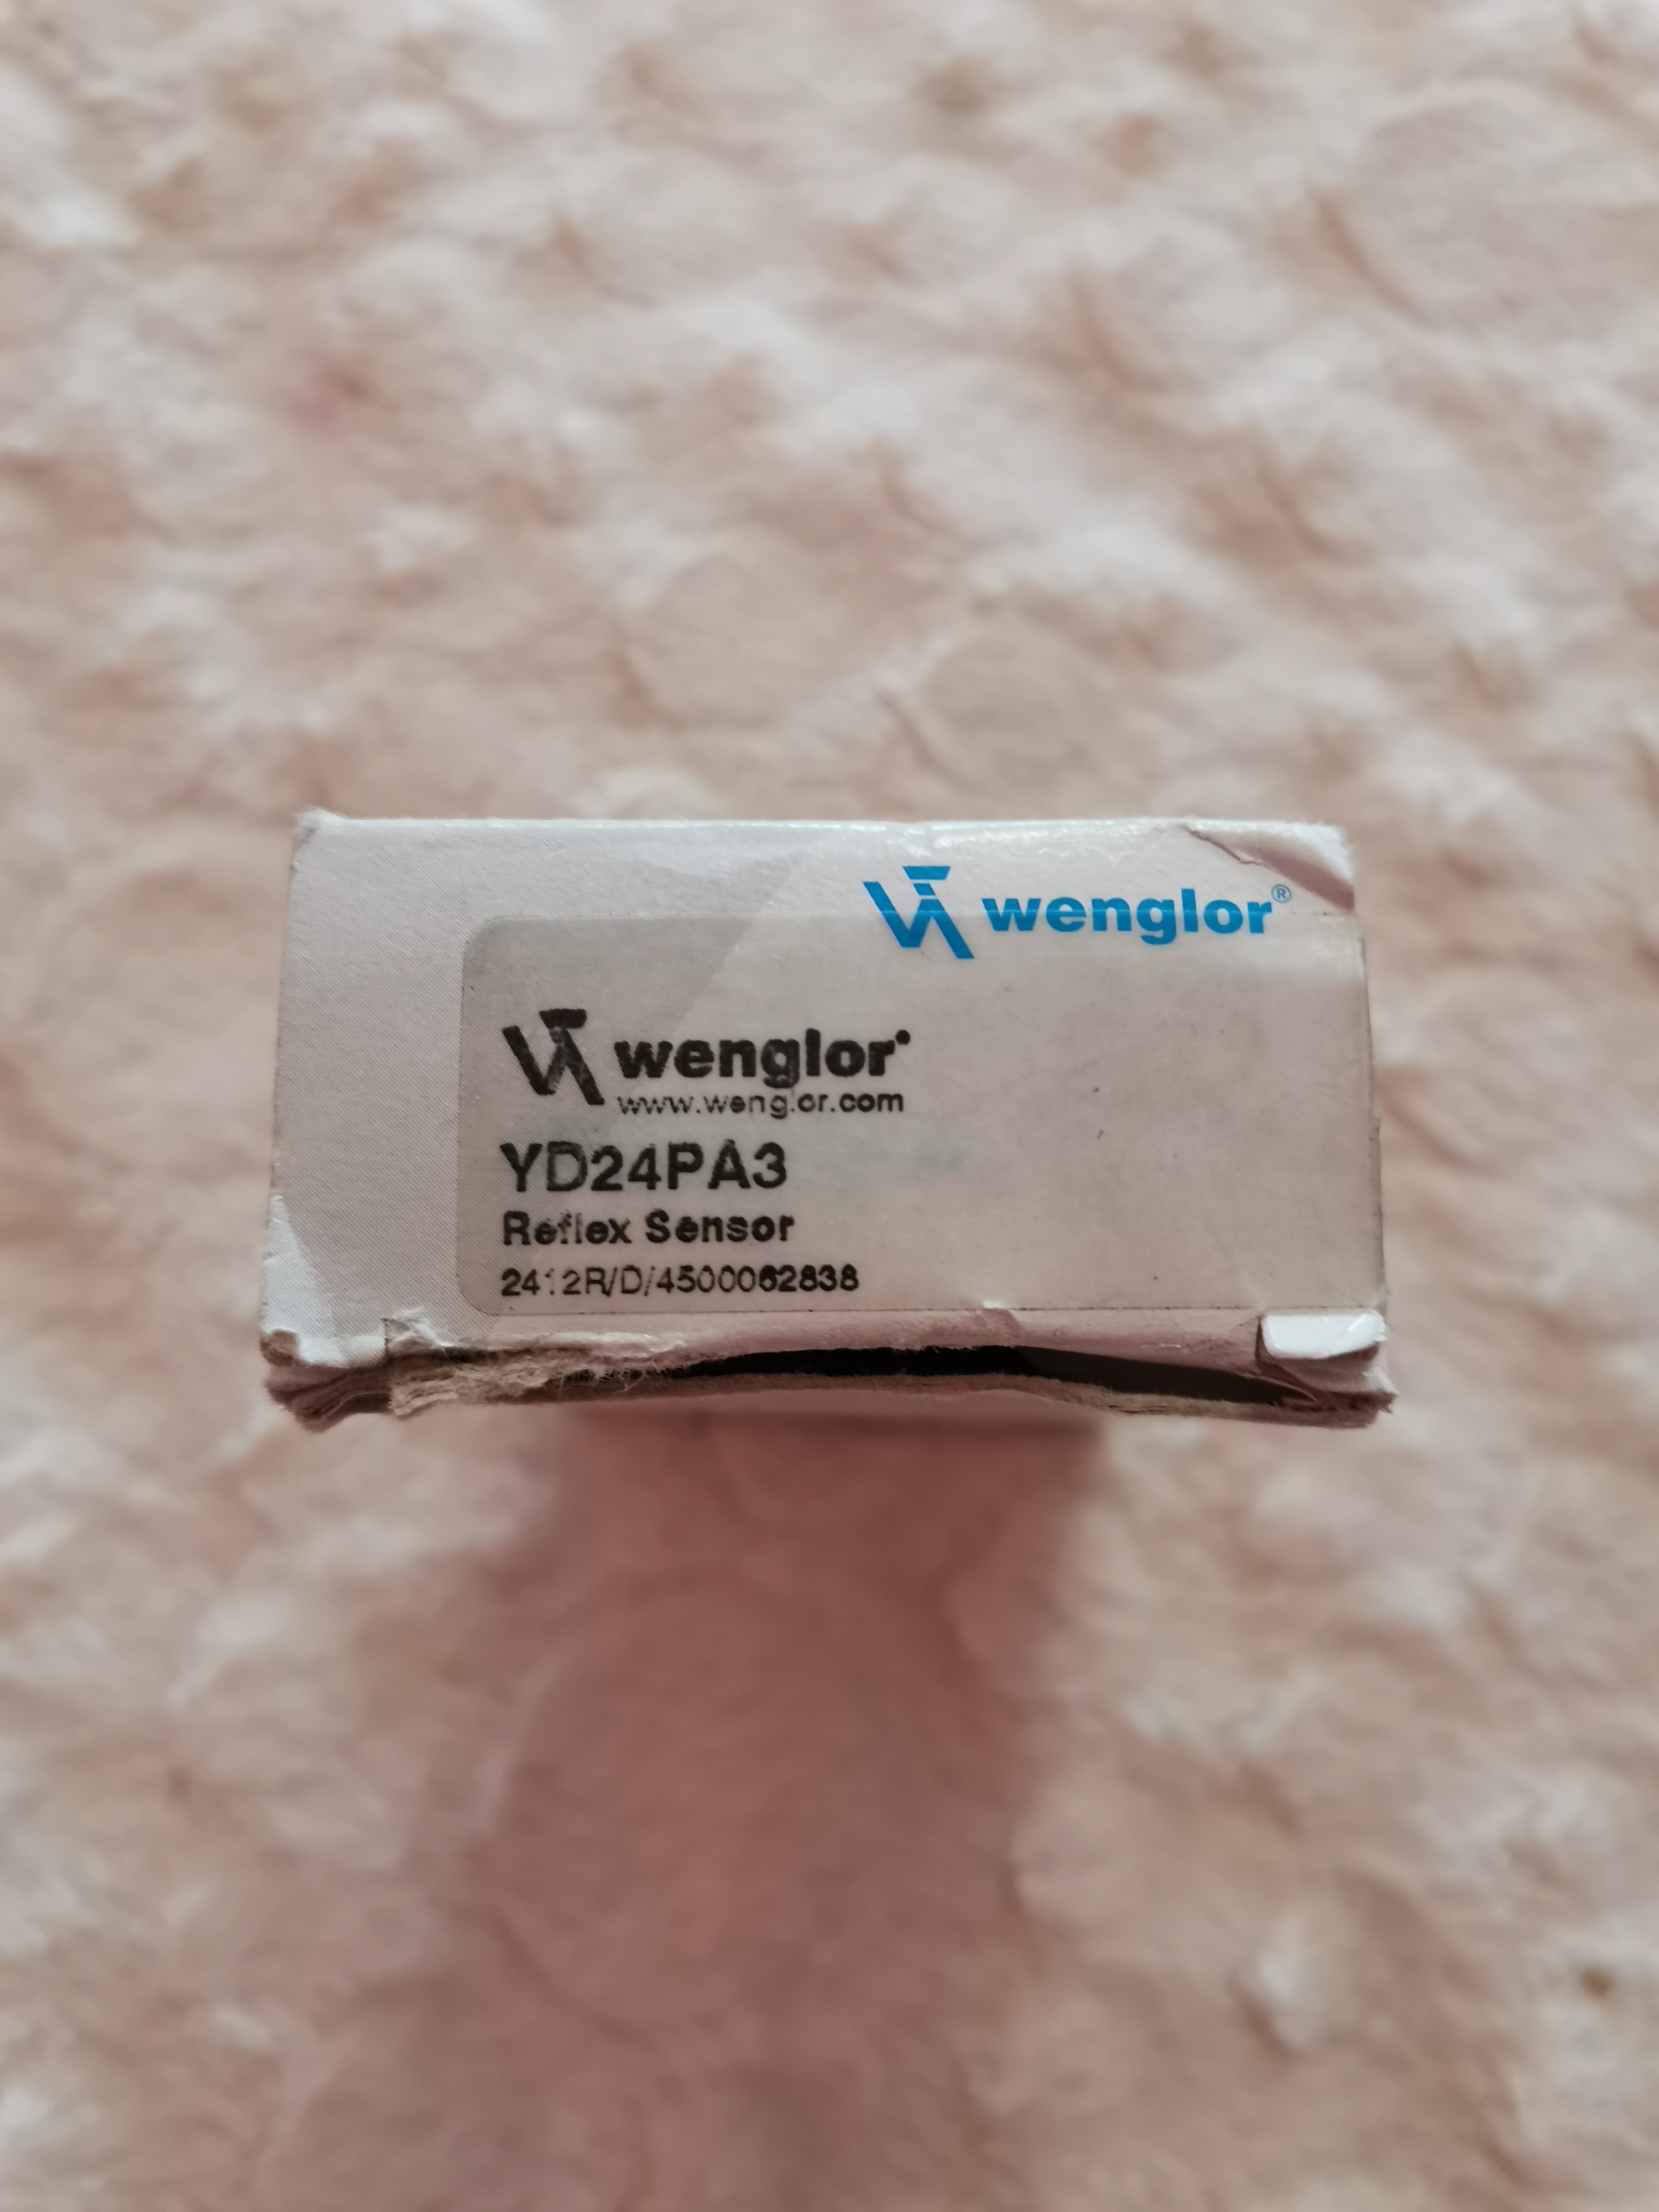 wenglor®
wenglor®
www.wenglor.com
YD24PA3
Reflex Sensor
2412R/D/4500062838